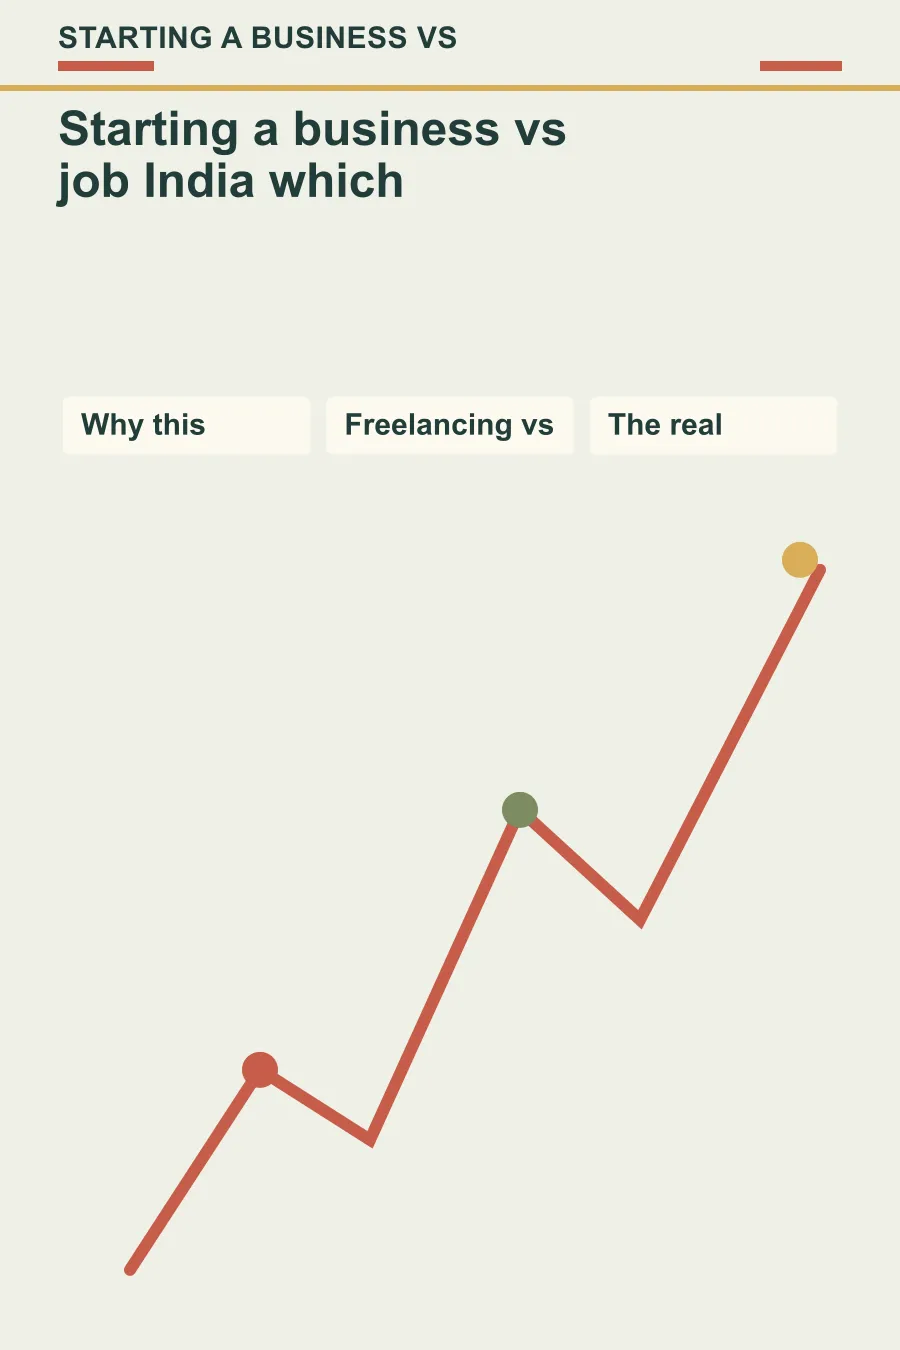 STARTING A BUSINESS VS
Starting a business vs
job India which
Why this
Freelancing vs
The real